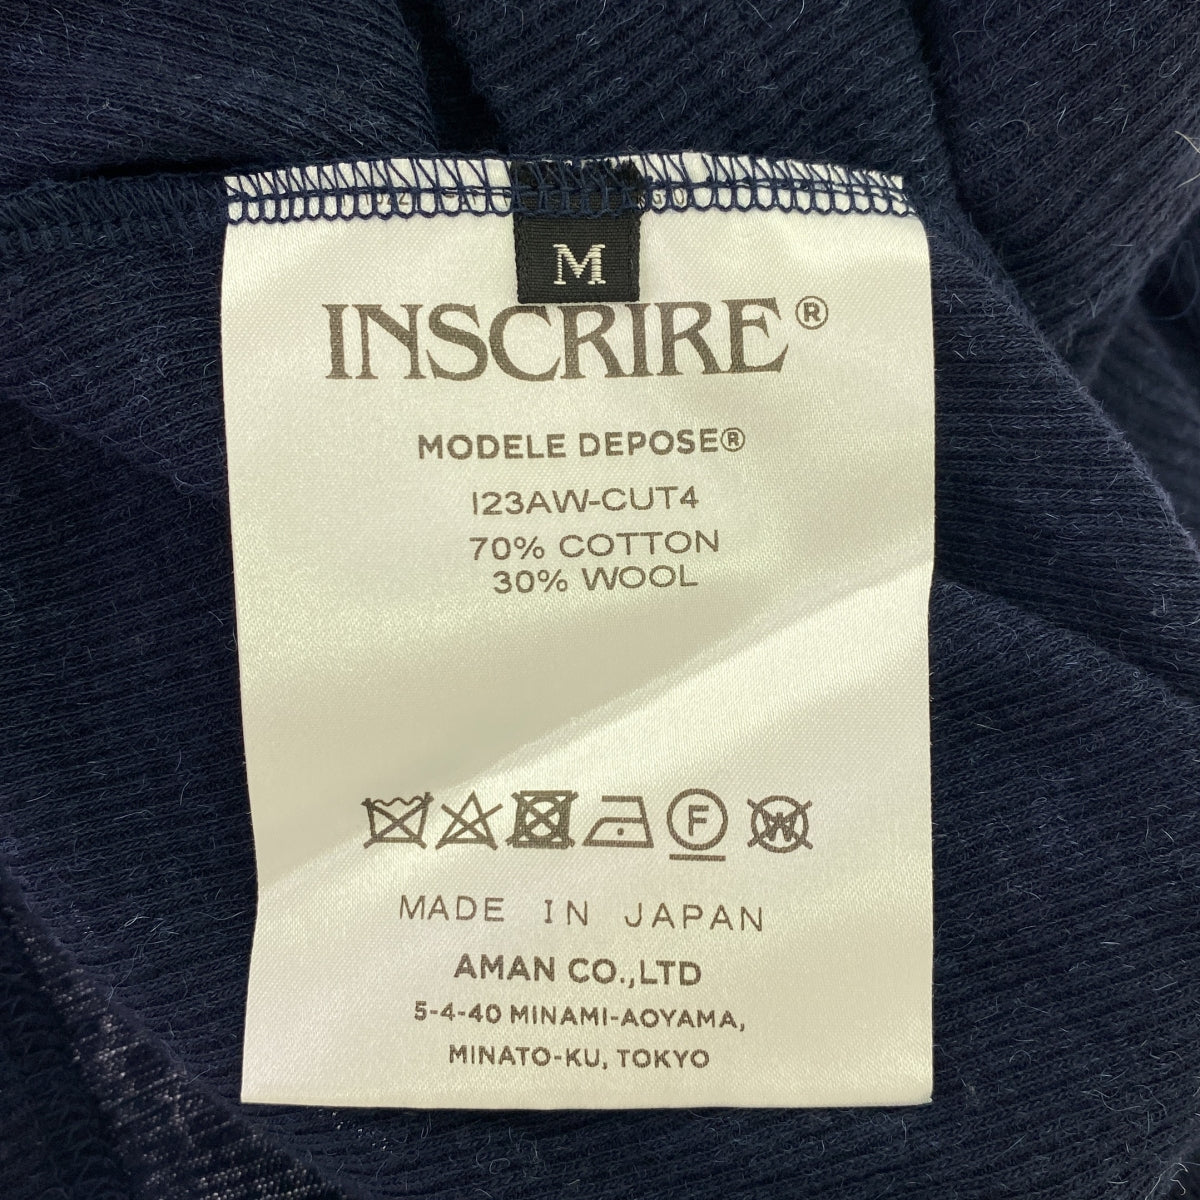 M
INSCRIRE®
MODELE DEPOSE®
I23AW-CUT4
70% COTTON
30% WOOL
F
W
MADE IN JAPAN
AMAN CO.,LTD
5-4-40 MINAMI-AOYAMA,
MINATO-KU, TOKYO